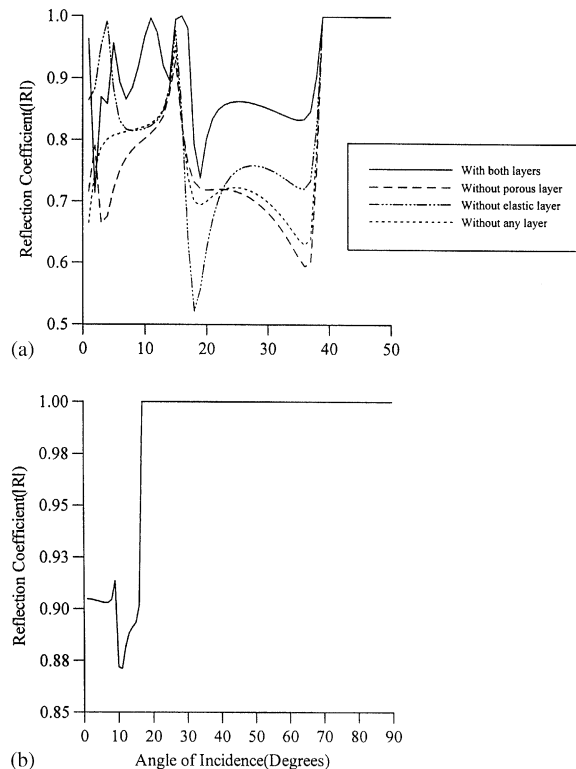 1.0
0.9
0.8
0.7
0.6
0.5
Reflection Coefficient(|R|)
0 10 20 30 40 50
(a)
With both layers
Without porous layer
Without elastic layer
Without any layer
1.00
0.98
0.95
0.93
0.90
0.88
0.85
Reflection Coefficient(|R|)
0 10 20 30 40 50 60 70 80 90
(b)
Angle of Incidence(Degrees)